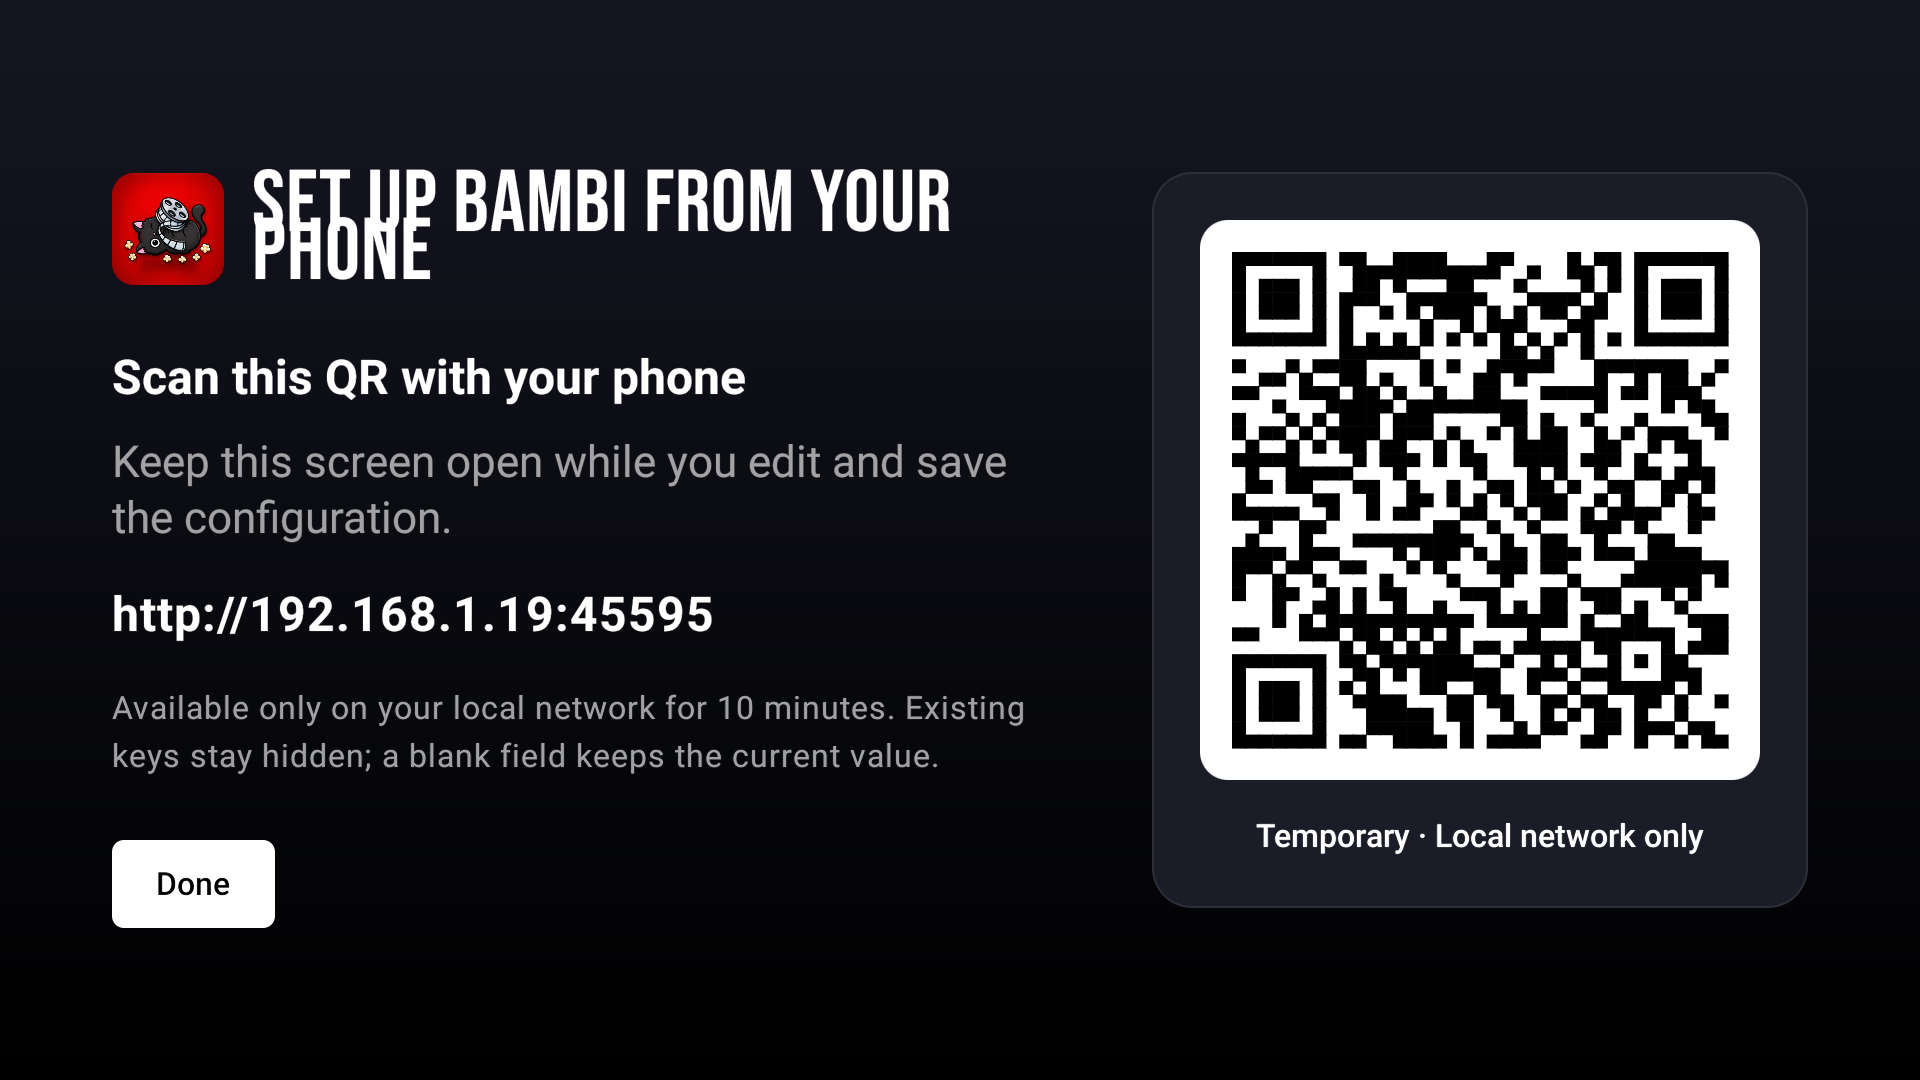 SET UP BAMBI FROM YOUR
PHONE
Scan this QR with your phone
Keep this screen open while you edit and save
the configuration.
http://192.168.1.19:45595
Available only on your local network for 10 minutes. Existing
keys stay hidden; a blank field keeps the current value.
Done
Temporary · Local network only